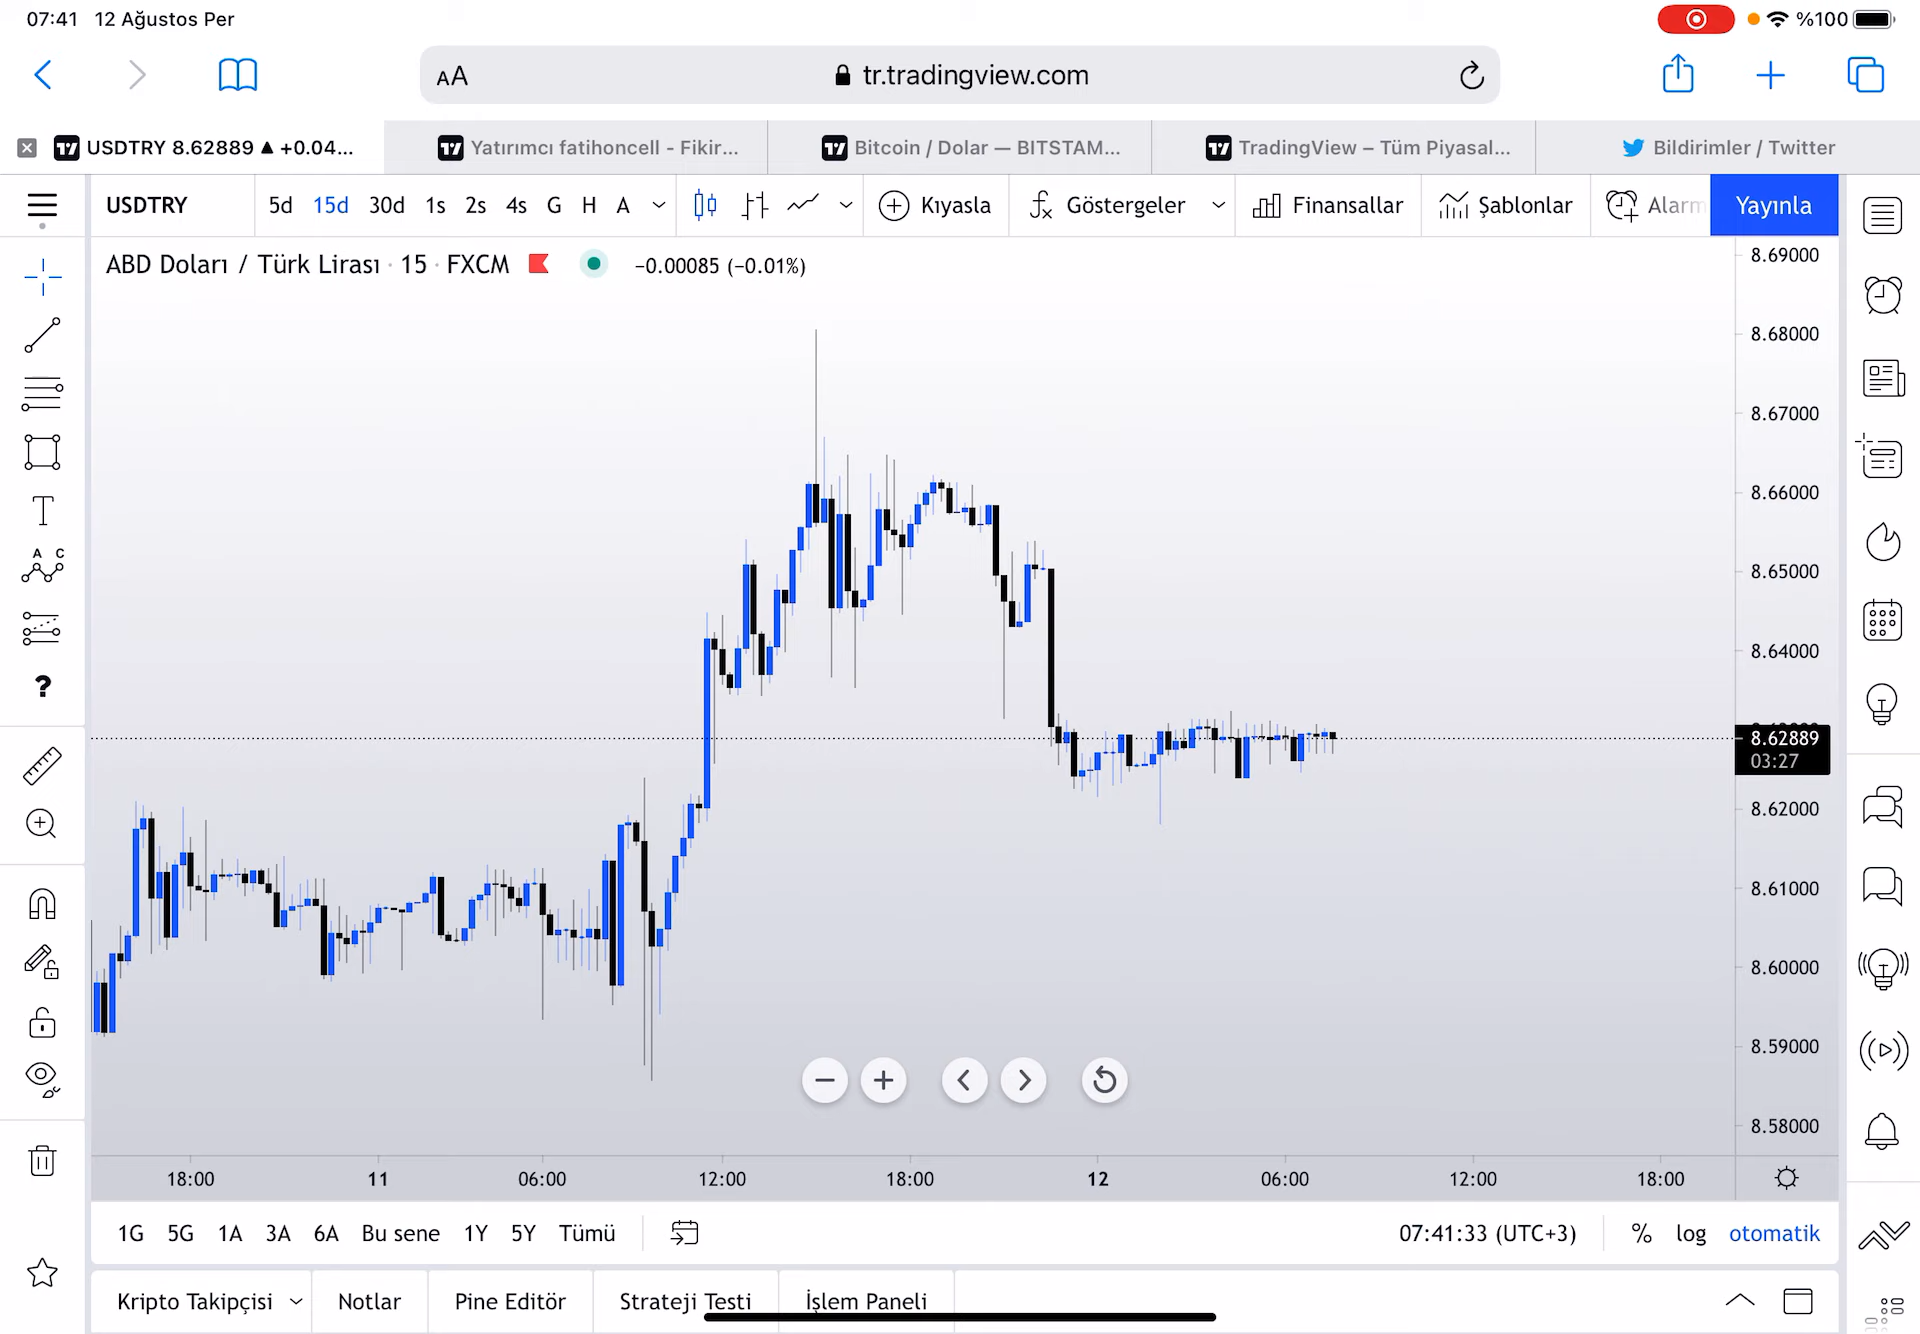 07:41 12 Ağustos Per
%100
AA
tr.tradingview.com
USDTRY 8.62889 ▲ +0.04...
Yatırımcı fatihoncell - Fikir...
Bitcoin / Dolar — BITSTAM...
TradingView – Tüm Piyasal...
Bildirimler / Twitter
USDTRY
5d 15d 30d 1s 2s 4s G H A
Kıyasla
Göstergeler
Finansallar
Şablonlar
Alarm
Yayınla
ABD Doları / Türk Lirası · 15 · FXCM
−0.00085 (−0.01%)
8.69000
8.68000
8.67000
8.66000
8.65000
8.64000
8.62889
03:27
8.62000
8.61000
8.60000
8.59000
8.58000
18:00 11 06:00 12:00 18:00 12 06:00 12:00 18:00
1G 5G 1A 3A 6A Bu sene 1Y 5Y Tümü
07:41:33 (UTC+3)
% log otomatik
Kripto Takipçisi
Notlar
Pine Editör
Strateji Testi
İşlem Paneli